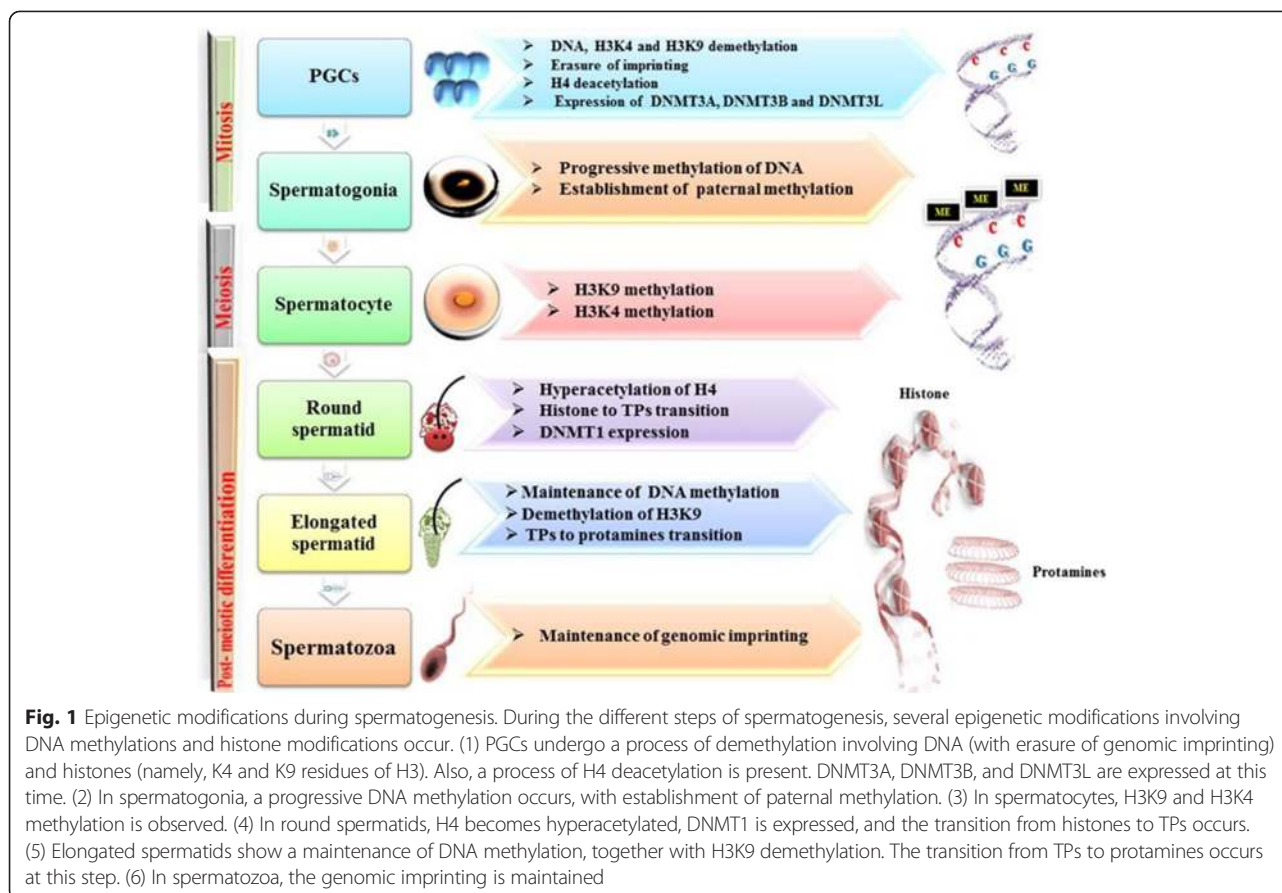 Mitosis
PGCs
➢ DNA, H3K4 and H3K9 demethylation
➢ Erasure of imprinting
➢ H4 deacetylation
➢ Expression of DNMT3A, DNMT3B and DNMT3L
C C C
G G G
Spermatogonia
➢ Progressive methylation of DNA
➢ Establishment of paternal methylation
ME ME ME
C C C
G G G
Meiosis
Spermatocyte
➢ H3K9 methylation
➢ H3K4 methylation
Post- meiotic differentiation
Round
spermatid
➢ Hyperacetylation of H4
➢ Histone to TPs transition
➢ DNMT1 expression
Histone
Elongated
spermatid
➢ Maintenance of DNA methylation
➢ Demethylation of H3K9
➢ TPs to protamines transition
Protamines
Spermatozoa
➢ Maintenance of genomic imprinting
Fig. 1 Epigenetic modifications during spermatogenesis. During the different steps of spermatogenesis, several epigenetic modifications involving
DNA methylations and histone modifications occur. (1) PGCs undergo a process of demethylation involving DNA (with erasure of genomic imprinting)
and histones (namely, K4 and K9 residues of H3). Also, a process of H4 deacetylation is present. DNMT3A, DNMT3B, and DNMT3L are expressed at this
time. (2) In spermatogonia, a progressive DNA methylation occurs, with establishment of paternal methylation. (3) In spermatocytes, H3K9 and H3K4
methylation is observed. (4) In round spermatids, H4 becomes hyperacetylated, DNMT1 is expressed, and the transition from histones to TPs occurs.
(5) Elongated spermatids show a maintenance of DNA methylation, together with H3K9 demethylation. The transition from TPs to protamines occurs
at this step. (6) In spermatozoa, the genomic imprinting is maintained